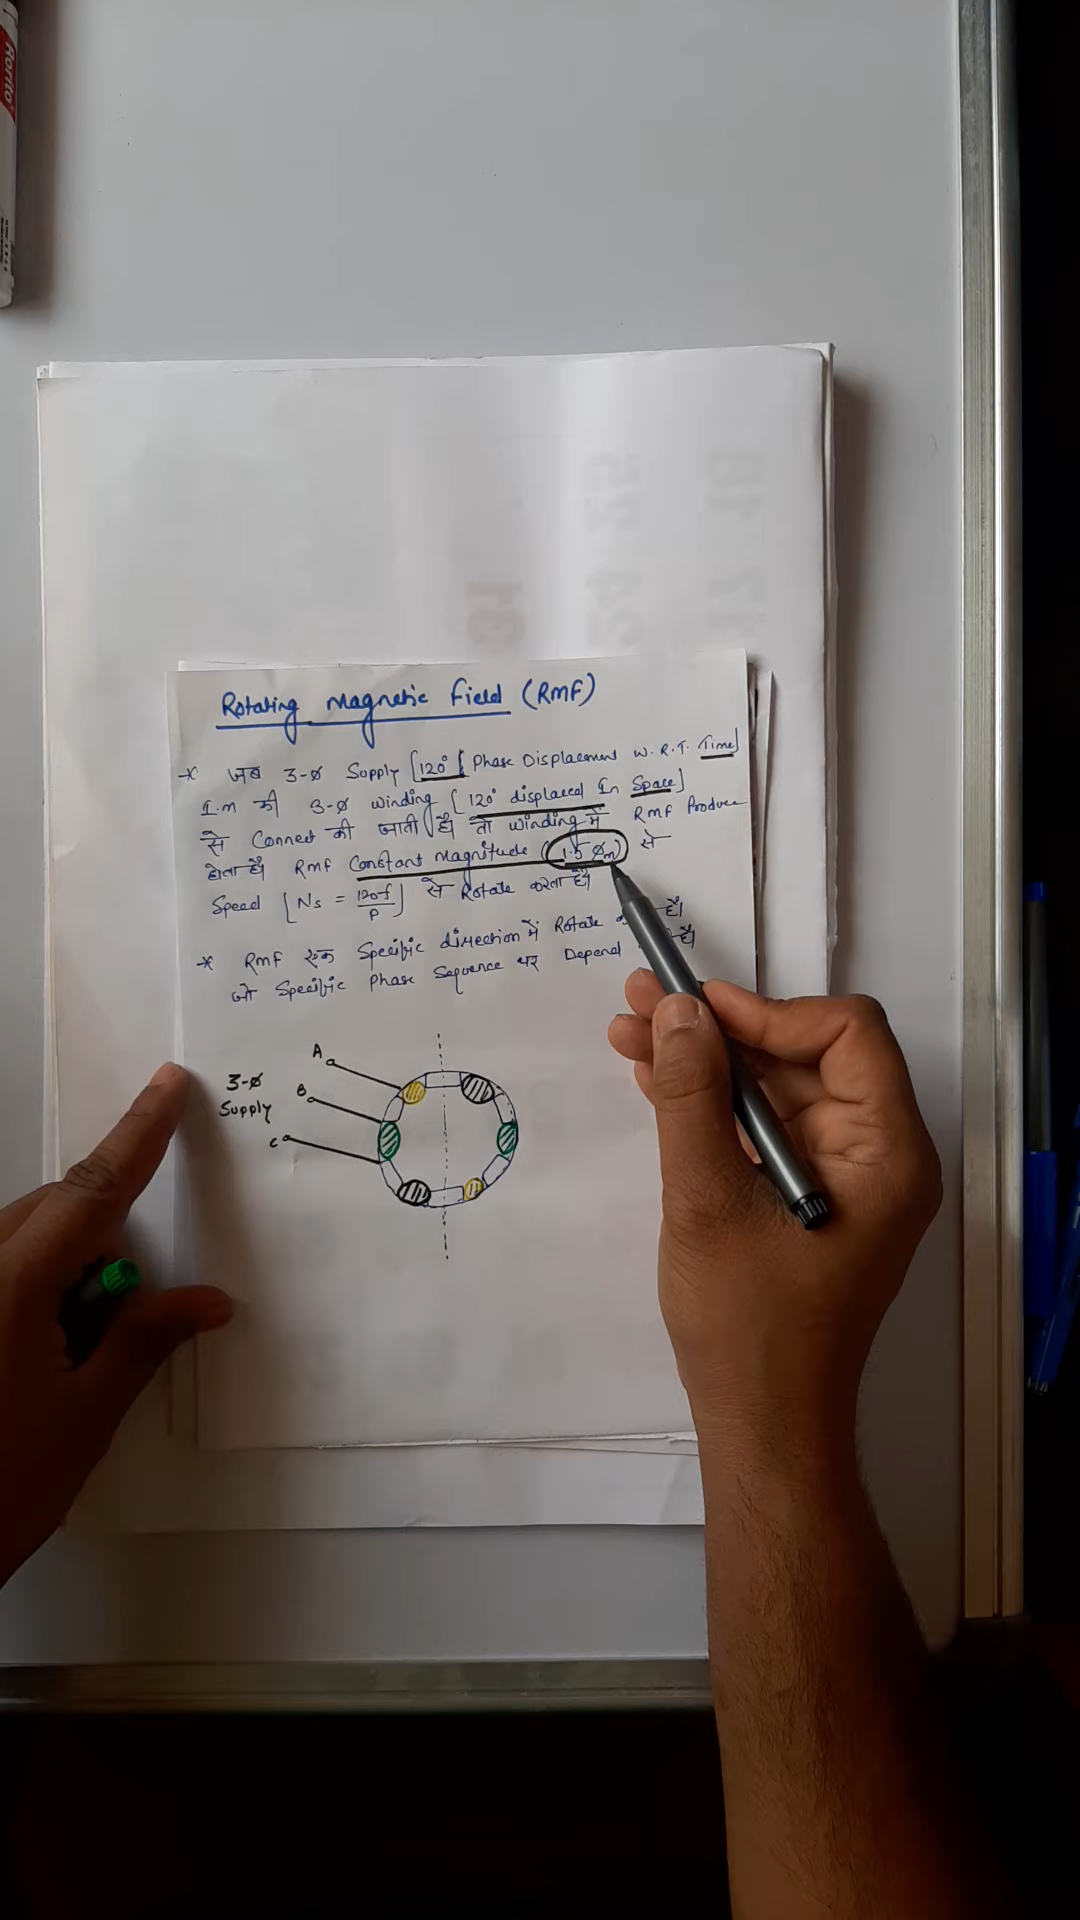 Rorito
Rotating Magnetic Field (RMF)
* जब 3-Ø Supply [120° [ Phase Displacement W.R.T. Time]
I.m की 3-Ø winding [120° displaced In Space]
से Connect की जाती है। तो winding में RMF Produce
होता है। RMF Constant Magnitude (1.5 Øm) से
Speed [Ns = 120f/P] से Rotate करता है।
* RMF एक Specific direction में Rotate है।
जो Specific Phase Sequence पर Depend है
A
3-Ø B
Supply
C